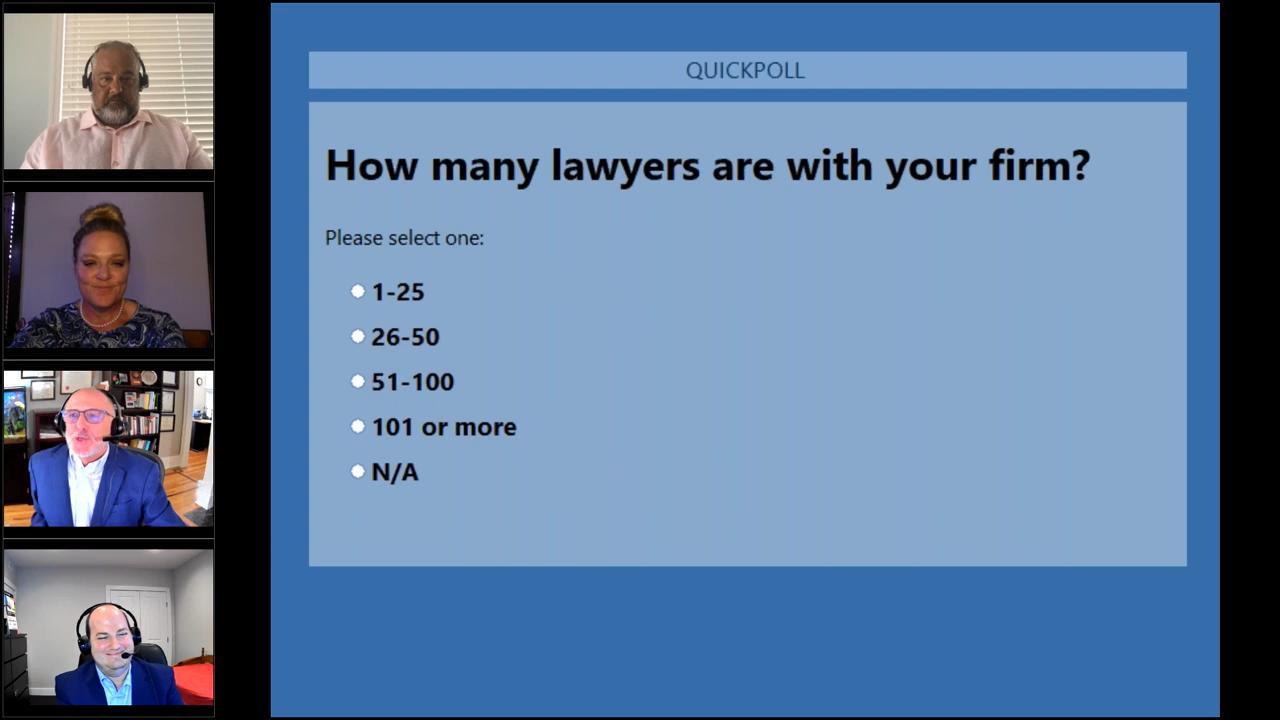 QUICKPOLL
How many lawyers are with your firm?
Please select one:
1-25
26-50
51-100
101 or more
N/A